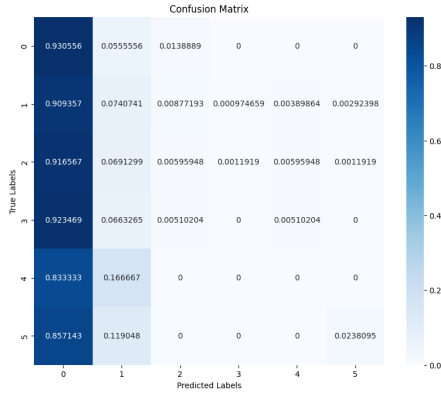 Confusion Matrix
0 0.930556 0.0555556 0.0138889 0 0 0
1 0.909357 0.0740741 0.00877193 0.000974659 0.00389864 0.00292398
2 0.916567 0.0691299 0.00595948 0.0011919 0.00595948 0.0011919
3 0.923469 0.0663265 0.00510204 0 0.00510204 0
4 0.833333 0.166667 0 0 0 0
5 0.857143 0.119048 0 0 0 0.0238095
0 1 2 3 4 5
Predicted Labels
True Labels
0.8
0.6
0.4
0.2
0.0